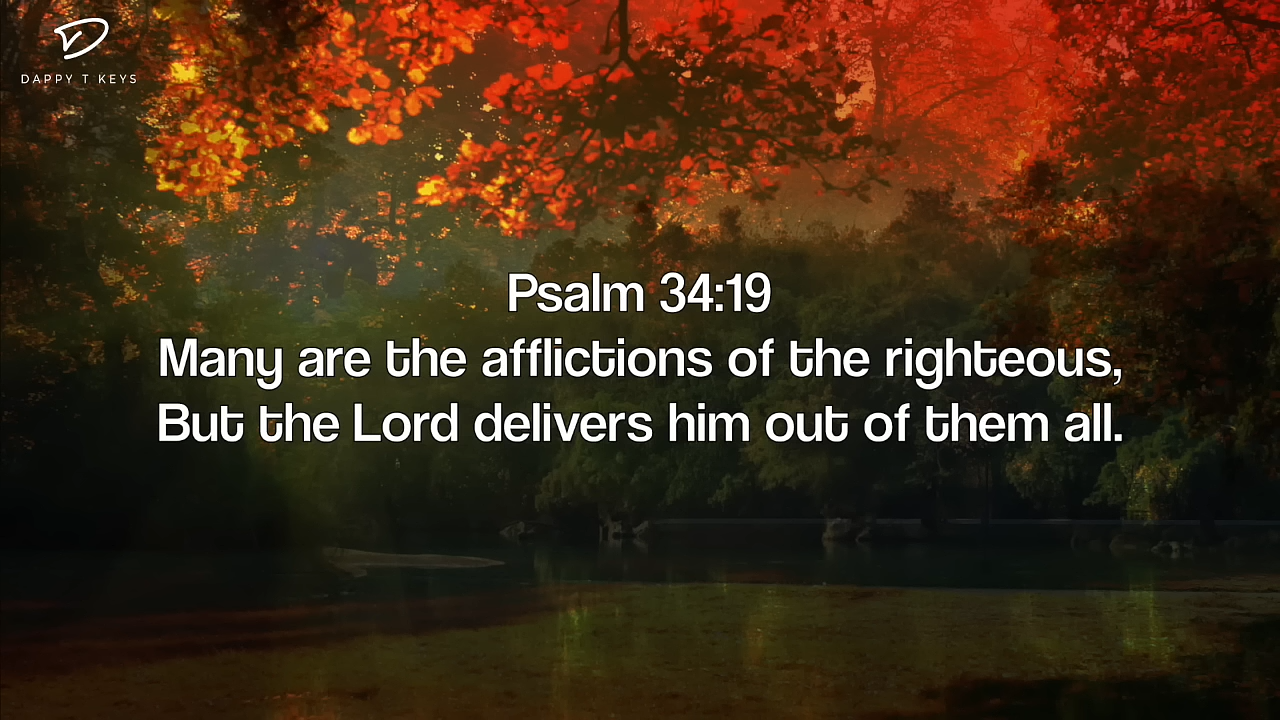 DAPPY T KEYS
Psalm 34:19
Many are the afflictions of the righteous,
But the Lord delivers him out of them all.